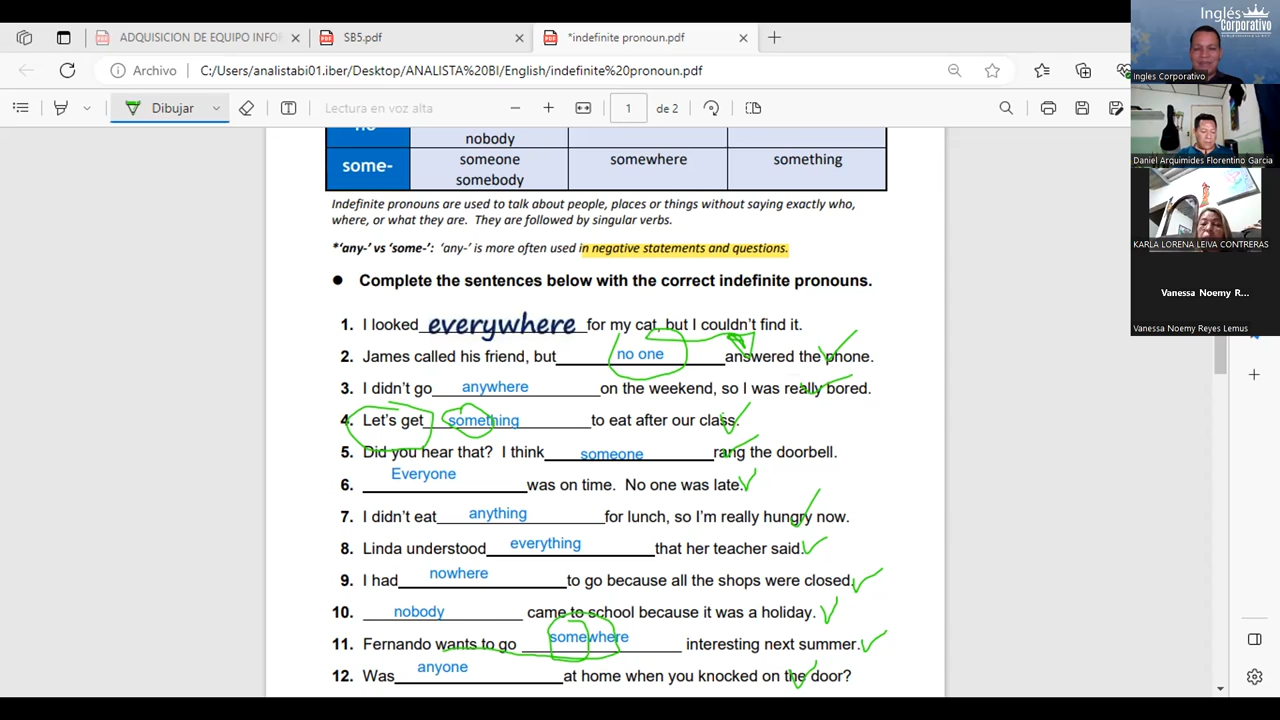 ADQUISICION DE EQUIPO INFOR
SB5.pdf
*indefinite pronoun.pdf
Archivo
C:/Users/analistabi01.iber/Desktop/ANALISTA%20BI/English/indefinite%20pronoun.pdf
Dibujar
Lectura en voz alta
1
de 2
nobody
some-
someone
somebody
somewhere
something
Indefinite pronouns are used to talk about people, places or things without saying exactly who,
where, or what they are. They are followed by singular verbs.
*'any-' vs 'some-': 'any-' is more often used in negative statements and questions.
● Complete the sentences below with the correct indefinite pronouns.
1. I looked everywhere for my cat, but I couldn't find it.
2. James called his friend, but no one answered the phone.
3. I didn't go anywhere on the weekend, so I was really bored.
4. Let's get something to eat after our class.
5. Did you hear that? I think someone rang the doorbell.
6. Everyone was on time. No one was late.
7. I didn't eat anything for lunch, so I'm really hungry now.
8. Linda understood everything that her teacher said.
9. I had nowhere to go because all the shops were closed.
10. nobody came to school because it was a holiday.
11. Fernando wants to go somewhere interesting next summer.
12. Was anyone at home when you knocked on the door?
Inglés
Corporativo
Ingles Corporativo
Daniel Arquimides Florentino Garcia
KARLA LORENA LEIVA CONTRERAS
Vanessa Noemy R...
Vanessa Noemy Reyes Lemus